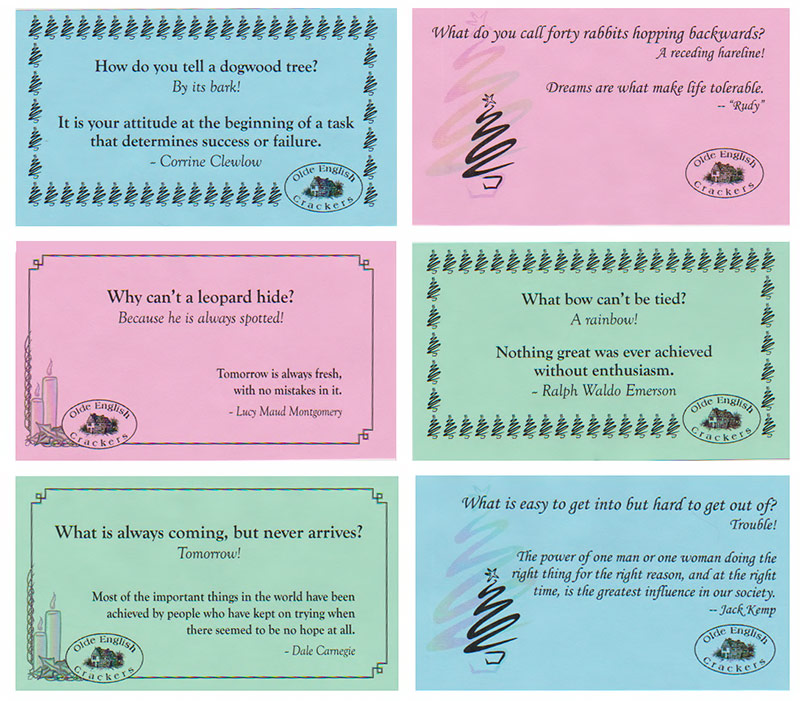 How do you tell a dogwood tree?
By its bark!
It is your attitude at the beginning of a task
that determines success or failure.
- Corrine Clewlow
Olde English
Crackers
What do you call forty rabbits hopping backwards?
A receding hareline!
Dreams are what make life tolerable.
-- "Rudy"
Olde English
Crackers
Why can't a leopard hide?
Because he is always spotted!
Tomorrow is always fresh,
with no mistakes in it.
- Lucy Maud Montgomery
Olde English
Crackers
What bow can't be tied?
A rainbow!
Nothing great was ever achieved
without enthusiasm.
- Ralph Waldo Emerson
Olde English
Crackers
What is always coming, but never arrives?
Tomorrow!
Most of the important things in the world have been
achieved by people who have kept on trying when
there seemed to be no hope at all.
- Dale Carnegie
Olde English
Crackers
What is easy to get into but hard to get out of?
Trouble!
The power of one man or one woman doing the
right thing for the right reason, and at the right
time, is the greatest influence in our society.
-- Jack Kemp
Olde English
Crackers